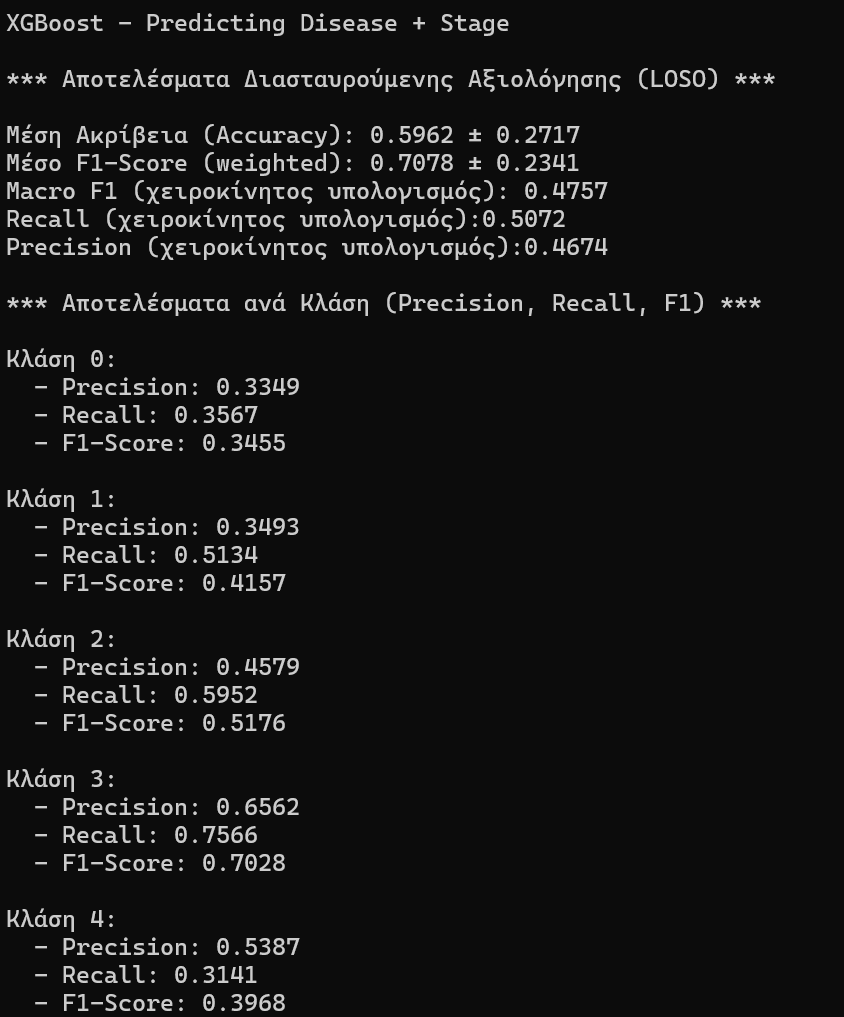 XGBoost - Predicting Disease + Stage
*** Αποτελέσματα Διασταυρούμενης Αξιολόγησης (LOSO) ***
Μέση Ακρίβεια (Accuracy): 0.5962 ± 0.2717
Μέσο F1-Score (weighted): 0.7078 ± 0.2341
Macro F1 (χειροκίνητος υπολογισμός): 0.4757
Recall (χειροκίνητος υπολογισμός):0.5072
Precision (χειροκίνητος υπολογισμός):0.4674
*** Αποτελέσματα ανά Κλάση (Precision, Recall, F1) ***
Κλάση 0:
- Precision: 0.3349
- Recall: 0.3567
- F1-Score: 0.3455
Κλάση 1:
- Precision: 0.3493
- Recall: 0.5134
- F1-Score: 0.4157
Κλάση 2:
- Precision: 0.4579
- Recall: 0.5952
- F1-Score: 0.5176
Κλάση 3:
- Precision: 0.6562
- Recall: 0.7566
- F1-Score: 0.7028
Κλάση 4:
- Precision: 0.5387
- Recall: 0.3141
- F1-Score: 0.3968